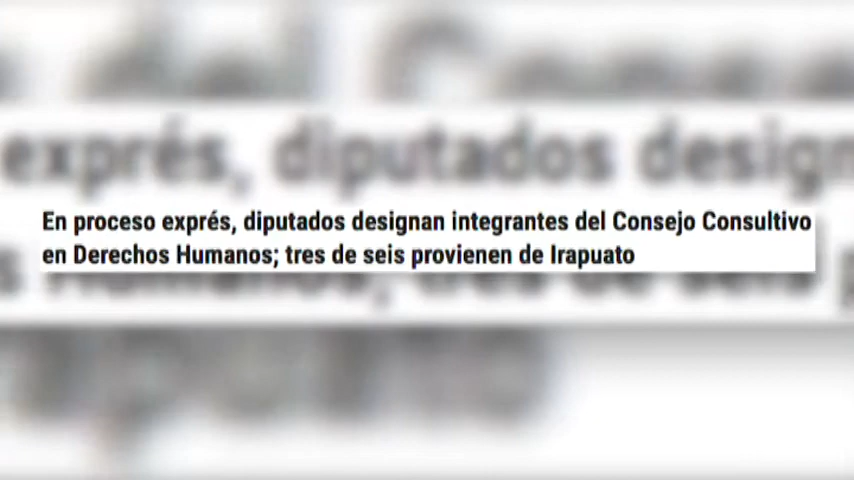 En proceso exprés, diputados designan integrantes del Consejo Consultivo
en Derechos Humanos; tres de seis provienen de Irapuato